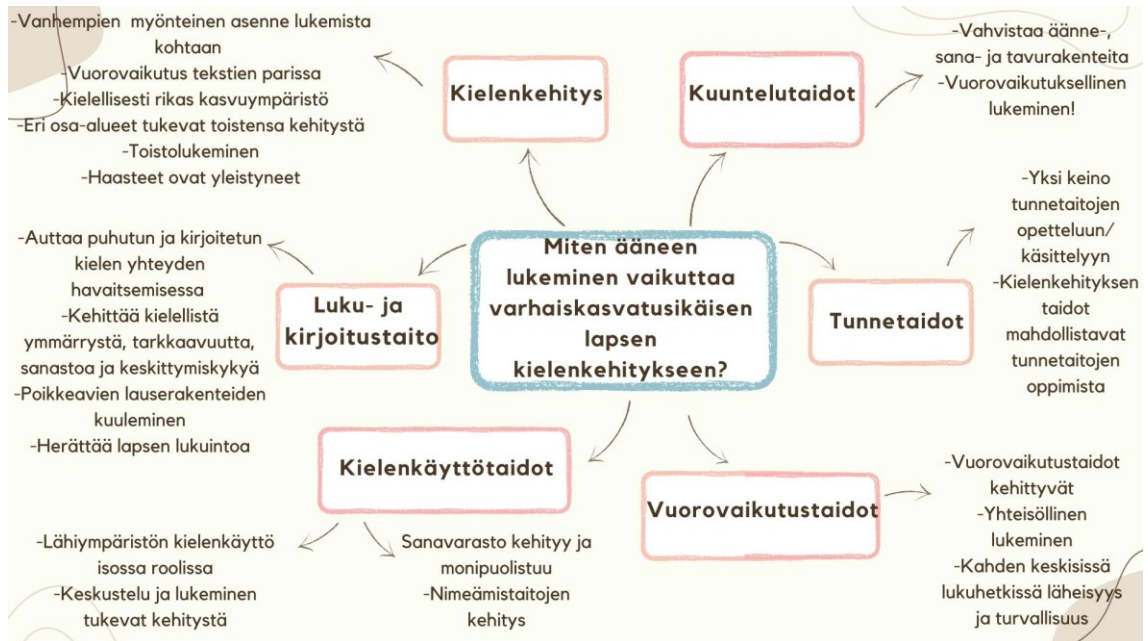 -Vanhempien myönteinen asenne lukemista
kohtaan
-Vuorovaikutus tekstien parissa
-Kielellisesti rikas kasvuympäristö
-Eri osa-alueet tukevat toistensa kehitystä
-Toistolukeminen
-Haasteet ovat yleistyneet
Kielenkehitys
Kuuntelutaidot
-Vahvistaa äänne-,
sana- ja tavurakenteita
-Vuorovaikutuksellinen
lukeminen!
-Auttaa puhutun ja kirjoitetun
kielen yhteyden
havaitsemisessa
-Kehittää kielellistä
ymmärrystä, tarkkaavuutta,
sanastoa ja keskittymiskykyä
-Poikkeavien lauserakenteiden
kuuleminen
-Herättää lapsen lukuintoa
Luku- ja
kirjoitustaito
Miten ääneen
lukeminen vaikuttaa
varhaiskasvatusikäisen
lapsen
kielenkehitykseen?
Tunnetaidot
-Yksi keino
tunnetaitojen
opetteluun/
käsittelyyn
-Kielenkehityksen
taidot
mahdollistavat
tunnetaitojen
oppimista
Kielenkäyttötaidot
-Lähiympäristön kielenkäyttö
isossa roolissa
-Keskustelu ja lukeminen
tukevat kehitystä
Sanavarasto kehityy ja
monipuolistuu
-Nimeämistaitojen
kehitys
Vuorovaikutustaidot
-Vuorovaikutustaidot
kehittyvät
-Yhteisöllinen
lukeminen
-Kahden keskisissä
lukuhetkissä läheisyys
ja turvallisuus